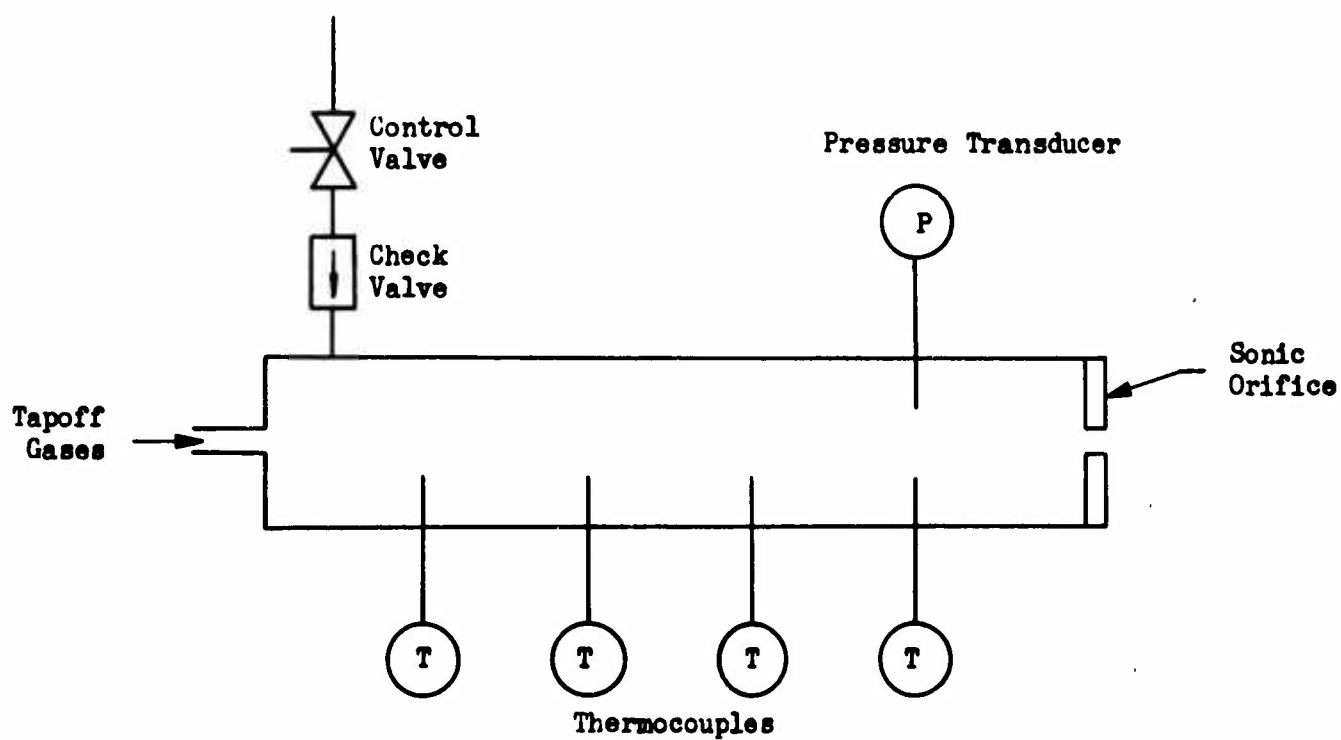 Control
Valve
Pressure Transducer
P
Check
Valve
Sonic
Orifice
Tapoff
Gases
T T T T
Thermocouples